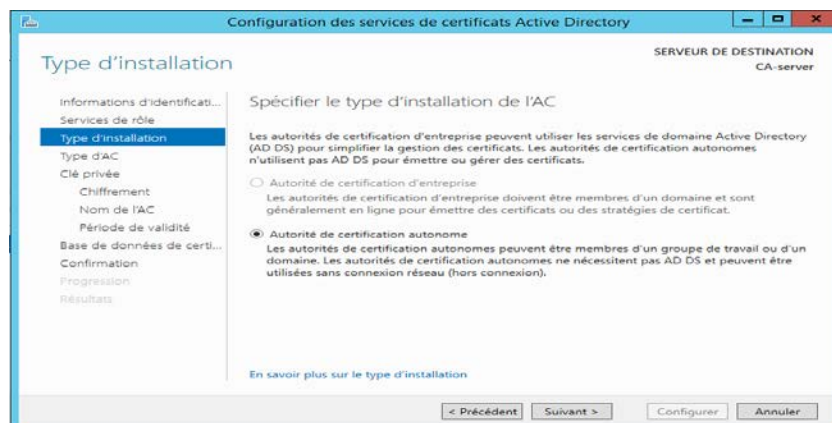 Configuration des services de certificats Active Directory
Type d'installation
SERVEUR DE DESTINATION
CA-server
Informations d'identificati...
Services de rôle
Type d'installation
Type d'AC
Clé privée
Chiffrement
Nom de l'AC
Période de validité
Base de données de certi...
Confirmation
Progression
Résultats
Spécifier le type d'installation de l'AC
Les autorités de certification d'entreprise peuvent utiliser les services de domaine Active Directory
(AD DS) pour simplifier la gestion des certificats. Les autorités de certification autonomes
n'utilisent pas AD DS pour émettre ou gérer des certificats.
Autorité de certification d'entreprise
Les autorités de certification d'entreprise doivent être membres d'un domaine et sont
généralement en ligne pour émettre des certificats ou des stratégies de certificat.
Autorité de certification autonome
Les autorités de certification autonomes peuvent être membres d'un groupe de travail ou d'un
domaine. Les autorités de certification autonomes ne nécessitent pas AD DS et peuvent être
utilisées sans connexion réseau (hors connexion).
En savoir plus sur le type d'installation
< Précédent
Suivant >
Configurer
Annuler